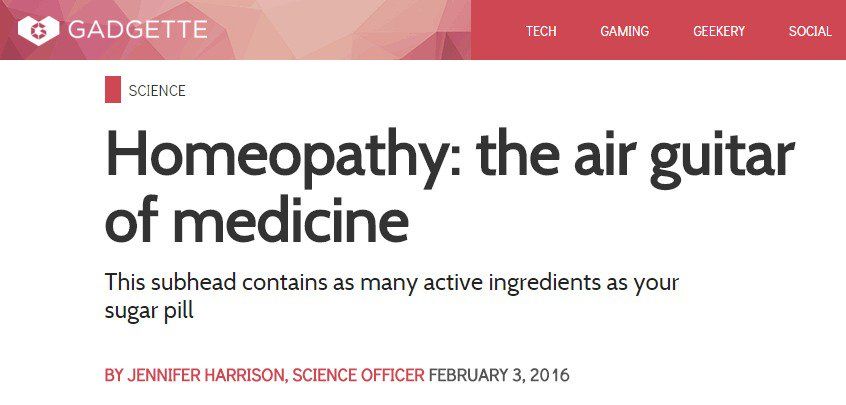 GADGETTE
TECH GAMING GEEKERY SOCIAL
SCIENCE
Homeopathy: the air guitar
of medicine
This subhead contains as many active ingredients as your
sugar pill
BY JENNIFER HARRISON, SCIENCE OFFICER FEBRUARY 3, 2016